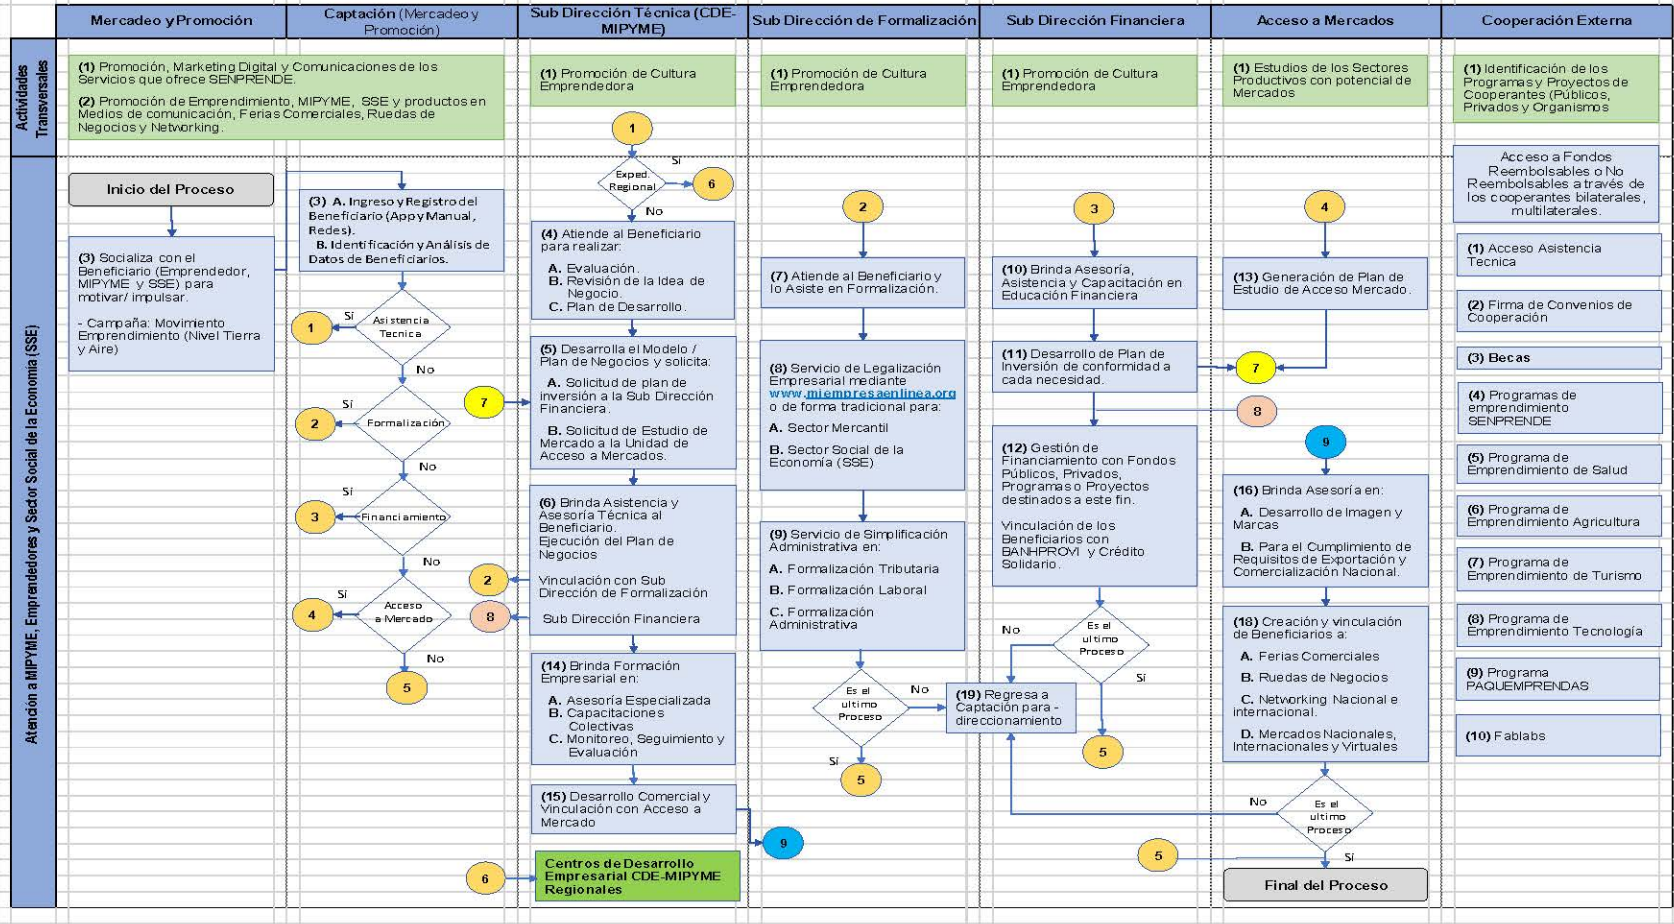 Mercadeo y Promoción
Captación (Mercadeo y
Promoción)
Sub Dirección Técnica (CDE-
MIPYME)
Sub Dirección de Formalización
Sub Dirección Financiera
Acceso a Mercados
Cooperación Externa
Actividades
Transversales
(1) Promoción, Marketing Digital y Comunicaciones de los
Servicios que ofrece SENPRENDE.
(2) Promoción de Emprendimiento, MIPYME, SSE y productos en
Medios de comunicación, Ferias Comerciales, Ruedas de
Negocios y Networking.
(1) Promoción de Cultura
Emprendedora
(1) Promoción de Cultura
Emprendedora
(1) Promoción de Cultura
Emprendedora
(1) Estudios de los Sectores
Productivos con potencial de
Mercados
(1) Identificación de los
Programas y Proyectos de
Cooperantes (Públicos,
Privados y Organismos
Atención a MIPYME, Emprendedores y Sector Social de la Economía (SSE)
Inicio del Proceso
(3) Socializa con el
Beneficiario (Emprendedor,
MIPYME y SSE) para
motivar/ impulsar.
- Campaña: Movimiento
Emprendimiento (Nivel Tierra
y Aire)
(3) A. Ingreso y Registro del
Beneficiario (App y Manual,
Redes).
B. Identificación y Análisis de
Datos de Beneficiarios.
Asistencia
Tecnica
Sí
1
No
Formalización
Sí
2
No
Financiamiento
Sí
3
No
Acceso
a Mercado
Sí
4
No
5
1
Exped.
Regional
Sí
6
No
(4) Atiende al Beneficiario
para realizar:
A. Evaluación.
B. Revisión de la Idea de
Negocio.
C. Plan de Desarrollo.
7
(5) Desarrolla el Modelo /
Plan de Negocios y solicita:
A. Solicitud de plan de
inversión a la Sub Dirección
Financiera.
B. Solicitud de Estudio de
Mercado a la Unidad de
Acceso a Mercados.
(6) Brinda Asistencia y
Asesoría Técnica al
Beneficiario.
Ejecución del Plan de
Negocios
2
Vinculación con Sub
Dirección de Formalización
8
Sub Dirección Financiera
(14) Brinda Formación
Empresarial en:
A. Asesoría Especializada
B. Capacitaciones
Colectivas
C. Monitoreo, Seguimiento y
Evaluación
(15) Desarrollo Comercial y
Vinculación con Acceso a
Mercado
9
6
Centros de Desarrollo
Empresarial CDE-MIPYME
Regionales
2
(7) Atiende al Beneficiario y
lo Asiste en Formalización.
(8) Servicio de Legalización
Empresarial mediante
www.miempresaenlinea.org
o de forma tradicional para:
A. Sector Mercantil
B. Sector Social de la
Economía (SSE)
(9) Servicio de Simplificación
Administrativa en:
A. Formalización Tributaria
B. Formalización Laboral
C. Formalización
Administrativa
Es el
ultimo
Proceso
No
Sí
5
(19) Regresa a
Captación para -
direccionamiento
3
(10) Brinda Asesoría,
Asistencia y Capacitación en
Educación Financiera
(11) Desarrollo de Plan de
Inversión de conformidad a
cada necesidad.
(12) Gestión de
Financiamiento con Fondos
Públicos, Privados,
Programas o Proyectos
destinados a este fin.
Vinculación de los
Beneficiarios con
BANHPROVI y Crédito
Solidario.
Es el
ultimo
Proceso
No
Sí
5
4
(13) Generación de Plan de
Estudio de Acceso Mercado.
7
8
9
(16) Brinda Asesoría en:
A. Desarrollo de Imagen y
Marcas
B. Para el Cumplimiento de
Requisitos de Exportación y
Comercialización Nacional.
(18) Creación y vinculación
de Beneficiarios a:
A. Ferias Comerciales
B. Ruedas de Negocios
C. Networking Nacional e
internacional.
D. Mercados Nacionales,
Internacionales y Virtuales
Es el
ultimo
Proceso
No
Sí
5
Final del Proceso
Acceso a Fondos
Reembolsables o No
Reembolsables a través de
los cooperantes bilaterales,
multilaterales.
(1) Acceso Asistencia
Tecnica
(2) Firma de Convenios de
Cooperación
(3) Becas
(4) Programas de
emprendimiento
SENPRENDE
(5) Programa de
Emprendimiento de Salud
(6) Programa de
Emprendimiento Agricultura
(7) Programa de
Emprendimiento de Turismo
(8) Programa de
Emprendimiento Tecnología
(9) Programa
PAQUEMPRENDAS
(10) Fablabs